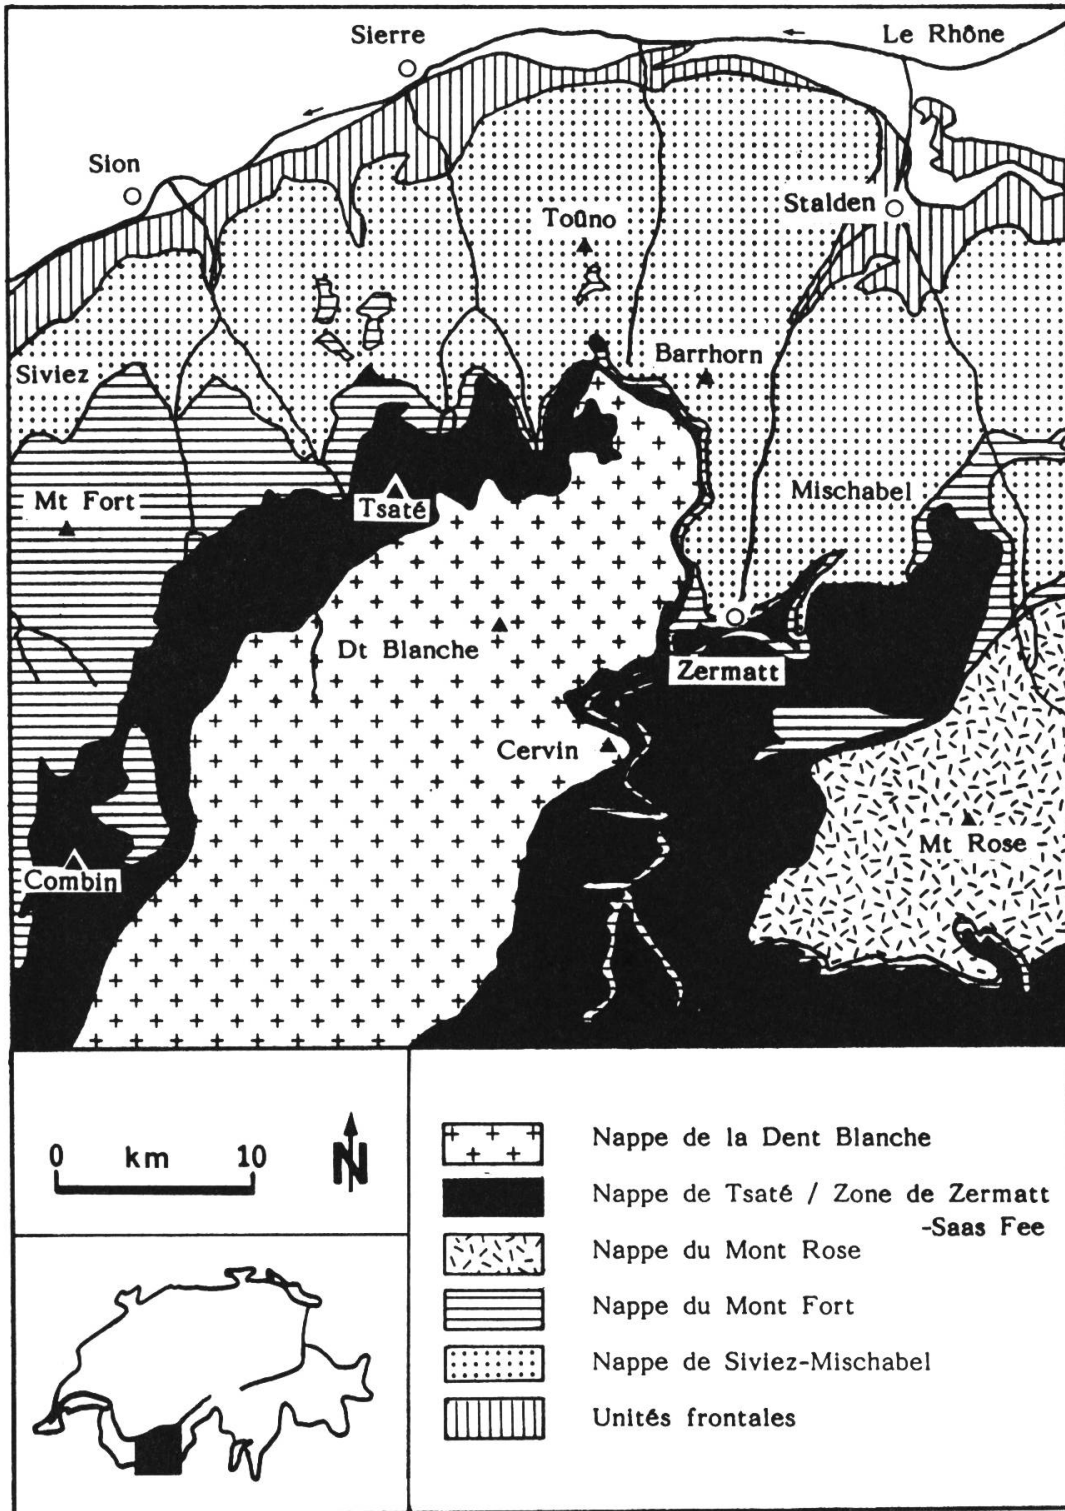 Sierre
Le Rhône
Sion
Stalden
Toûno
Barrhorn
Siviez
Mischabel
Mt Fort
Tsaté
Dt Blanche
Zermatt
Cervin
Mt Rose
Combin
0 km 10
N
Nappe de la Dent Blanche
Nappe de Tsaté / Zone de Zermatt
-Saas Fee
Nappe du Mont Rose
Nappe du Mont Fort
Nappe de Siviez-Mischabel
Unités frontales